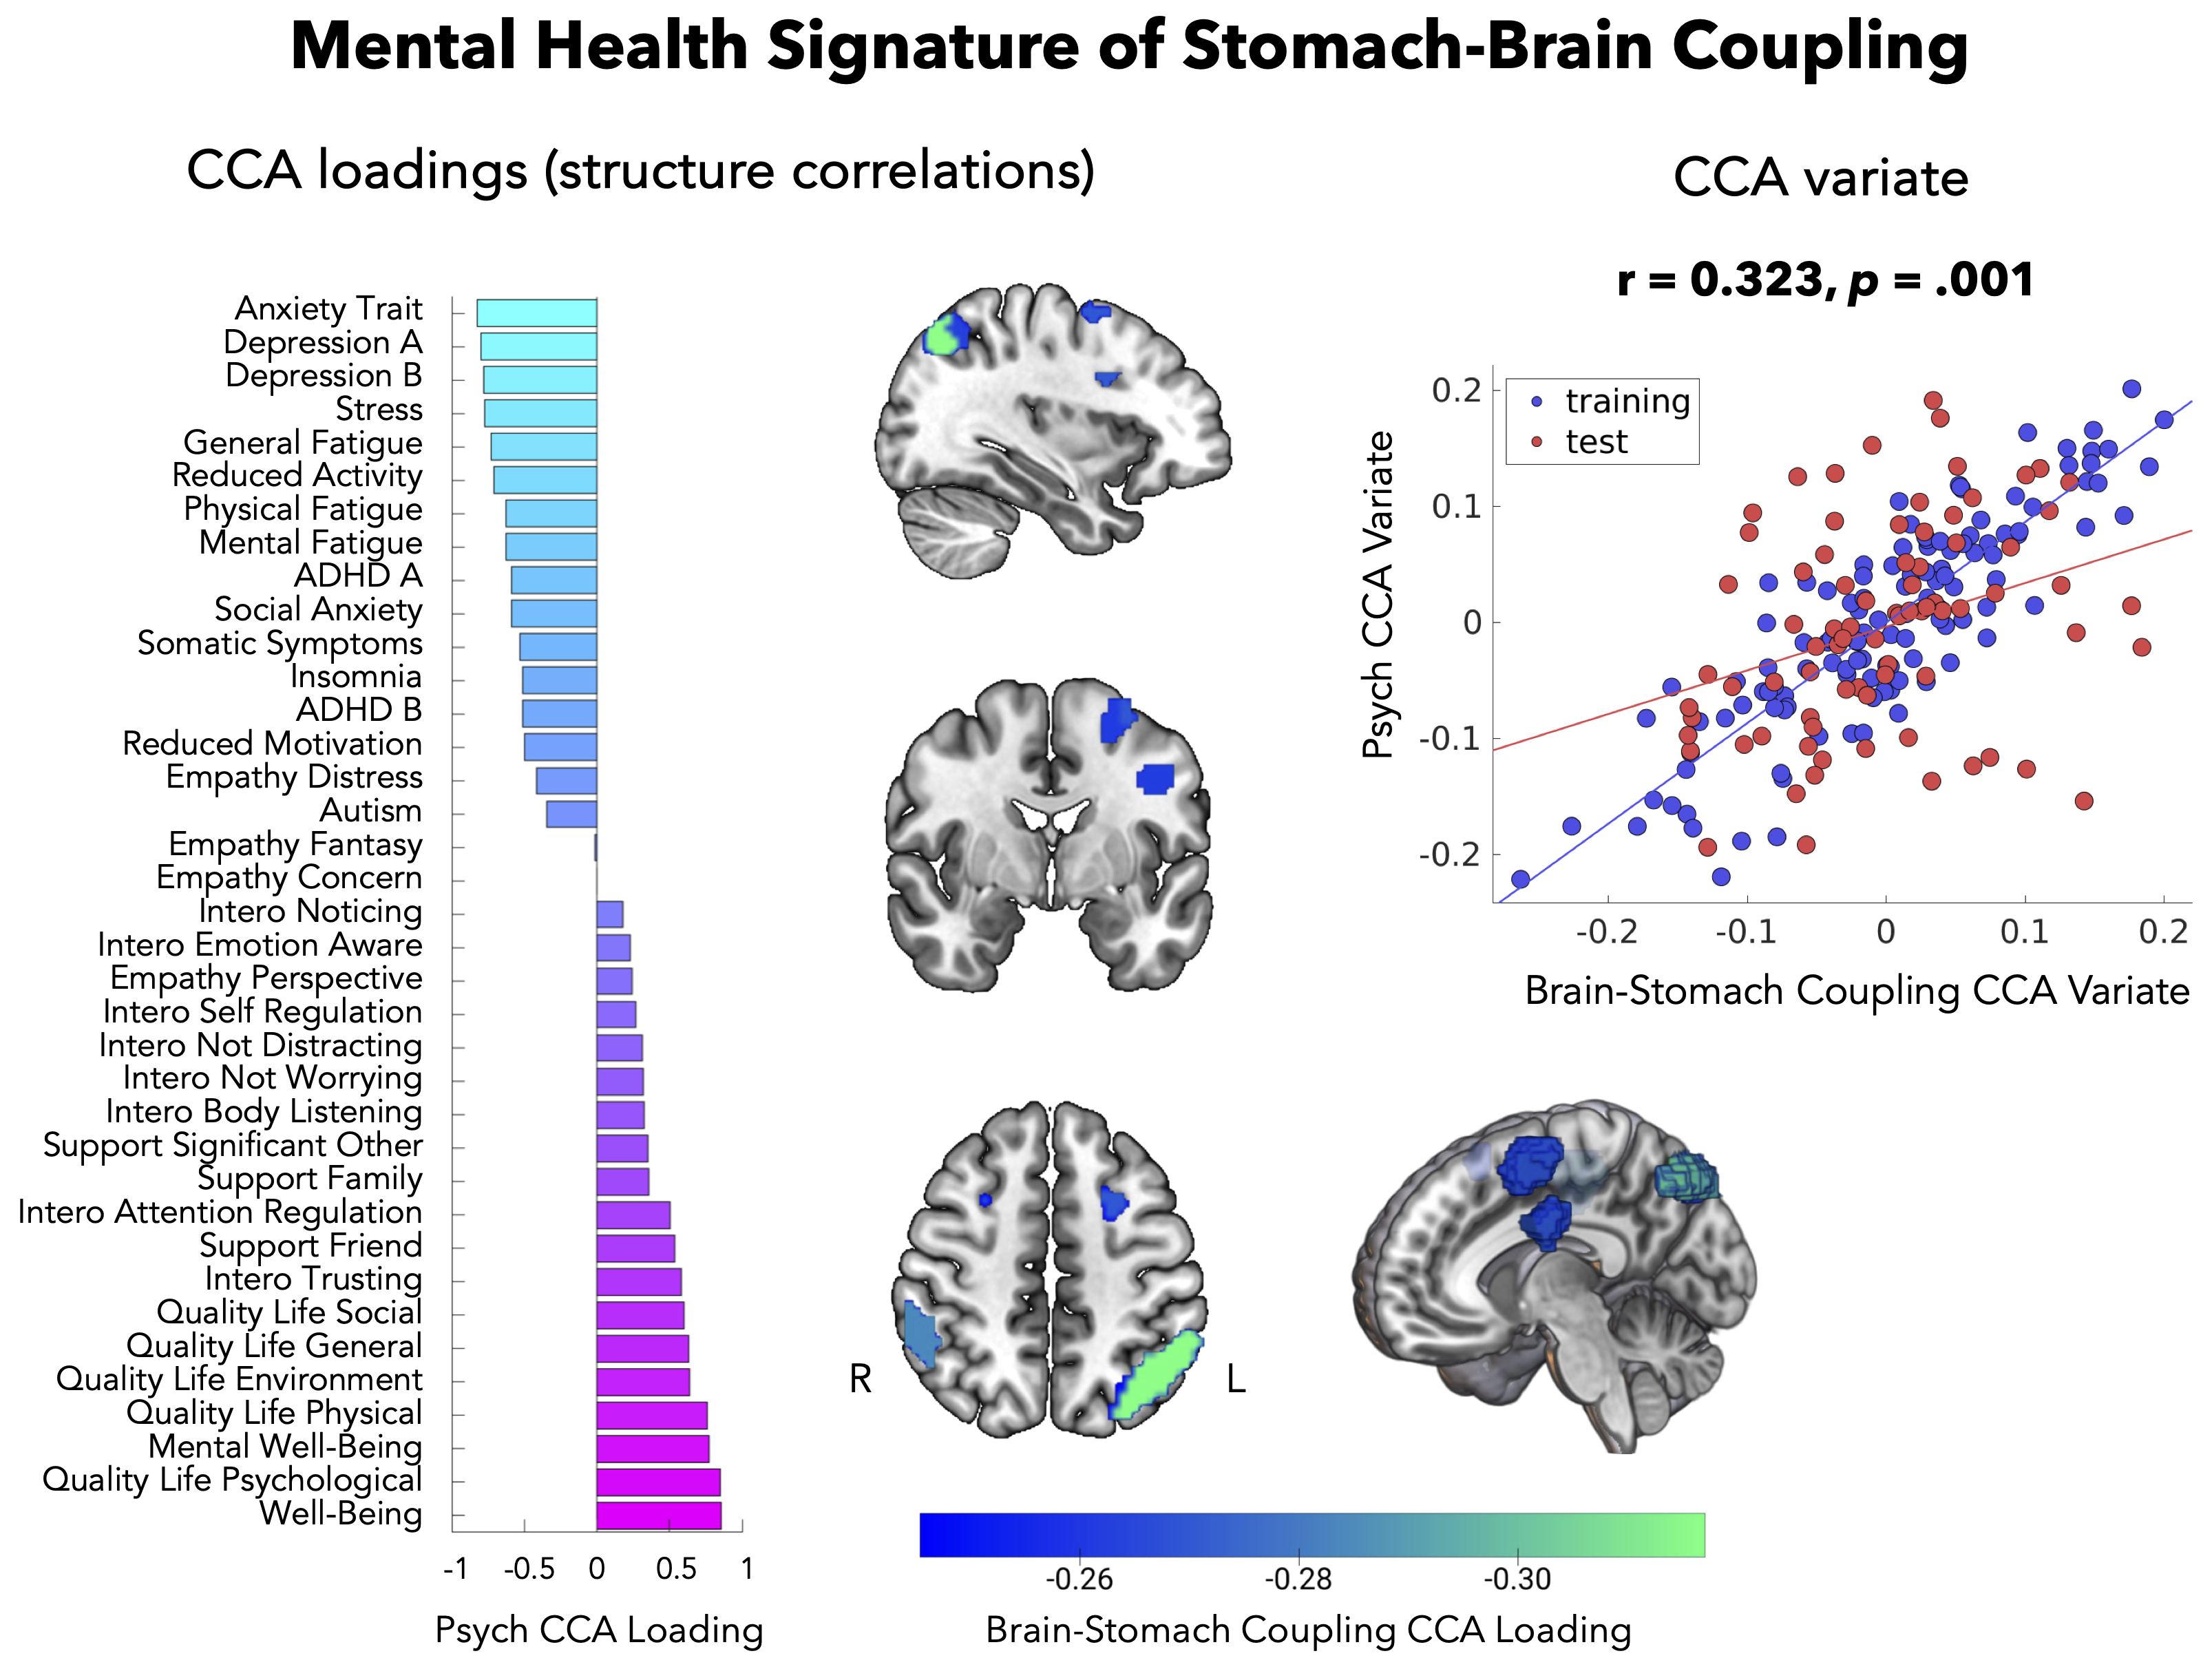 Mental Health Signature of Stomach-Brain Coupling
CCA loadings (structure correlations)
CCA variate
r = 0.323, p = .001
Anxiety Trait
Depression A
Depression B
Stress
General Fatigue
Reduced Activity
Physical Fatigue
Mental Fatigue
ADHD A
Social Anxiety
Somatic Symptoms
Insomnia
ADHD B
Reduced Motivation
Empathy Distress
Autism
Empathy Fantasy
Empathy Concern
Intero Noticing
Intero Emotion Aware
Empathy Perspective
Intero Self Regulation
Intero Not Distracting
Intero Not Worrying
Intero Body Listening
Support Significant Other
Support Family
Intero Attention Regulation
Support Friend
Intero Trusting
Quality Life Social
Quality Life General
Quality Life Environment
Quality Life Physical
Mental Well-Being
Quality Life Psychological
Well-Being
-1 -0.5 0 0.5 1
Psych CCA Loading
R
L
-0.26 -0.28 -0.30
Brain-Stomach Coupling CCA Loading
training
test
Psych CCA Variate
0.2
0.1
0
-0.1
-0.2
-0.2 -0.1 0 0.1 0.2
Brain-Stomach Coupling CCA Variate